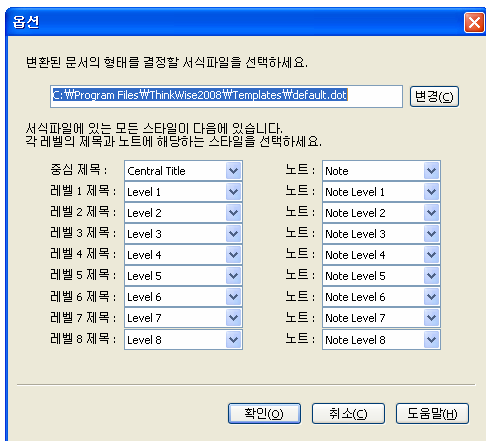 옵션
변환된 문서의 형태를 결정할 서식파일을 선택하세요.
C:₩Program Files₩ThinkWise2008₩Templates₩default.dot 변경(C)
서식파일에 있는 모든 스타일이 다음에 있습니다.
각 레벨의 제목과 노트에 해당하는 스타일을 선택하세요.
중심 제목 : Central Title 노트 : Note
레벨 1 제목 : Level 1 노트 : Note Level 1
레벨 2 제목 : Level 2 노트 : Note Level 2
레벨 3 제목 : Level 3 노트 : Note Level 3
레벨 4 제목 : Level 4 노트 : Note Level 4
레벨 5 제목 : Level 5 노트 : Note Level 5
레벨 6 제목 : Level 6 노트 : Note Level 6
레벨 7 제목 : Level 7 노트 : Note Level 7
레벨 8 제목 : Level 8 노트 : Note Level 8
확인(O) 취소(C) 도움말(H)